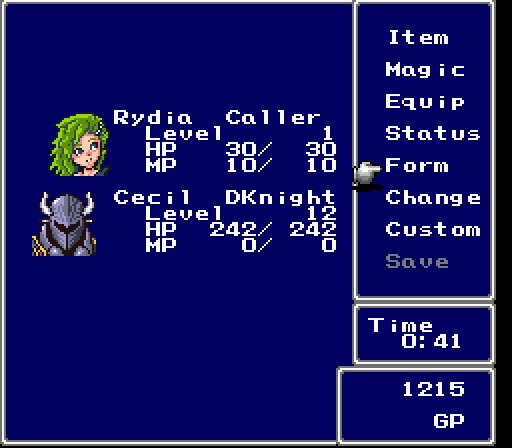 Item
Magic
Equip
Status
Form
Change
Custom
Save
Rydia Caller
Level 1
HP 30/ 30
MP 10/ 10
Cecil DKnight
Level 12
HP 242/ 242
MP 0/ 0
Time
0:41
1215
GP